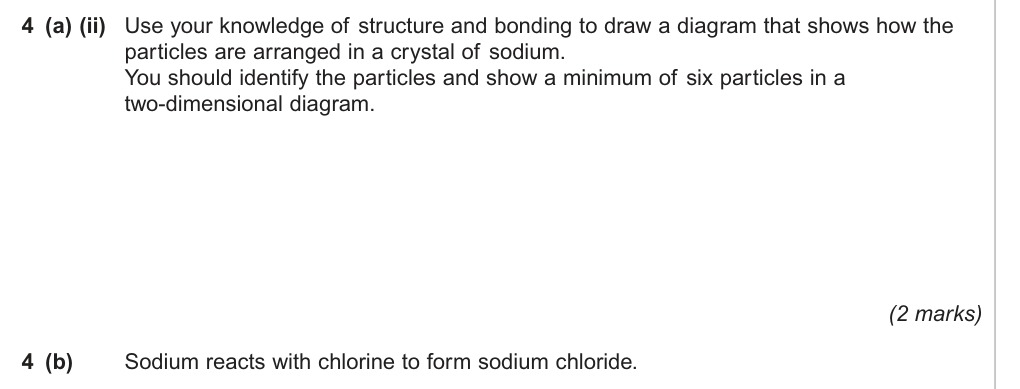 4 (a) (ii) Use your knowledge of structure and bonding to draw a diagram that shows how the
particles are arranged in a crystal of sodium.
You should identify the particles and show a minimum of six particles in a
two-dimensional diagram.
(2 marks)
4 (b) Sodium reacts with chlorine to form sodium chloride.